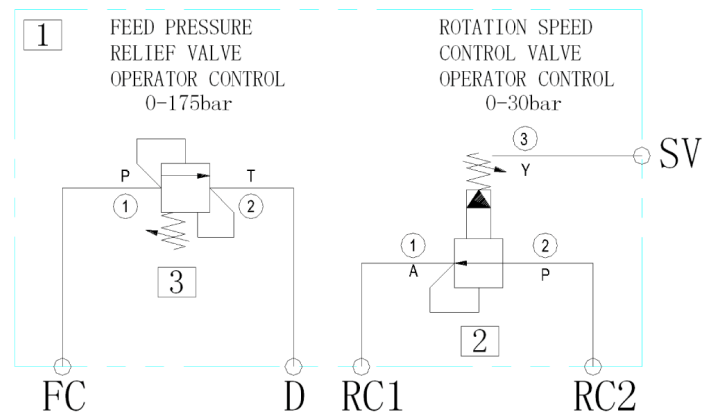 1
FEED PRESSURE
RELIEF VALVE
OPERATOR CONTROL
0-175bar
ROTATION SPEED
CONTROL VALVE
OPERATOR CONTROL
0-30bar
3
SV
Y
P
T
1
2
3
1
2
A
P
2
FC
D
RC1
RC2